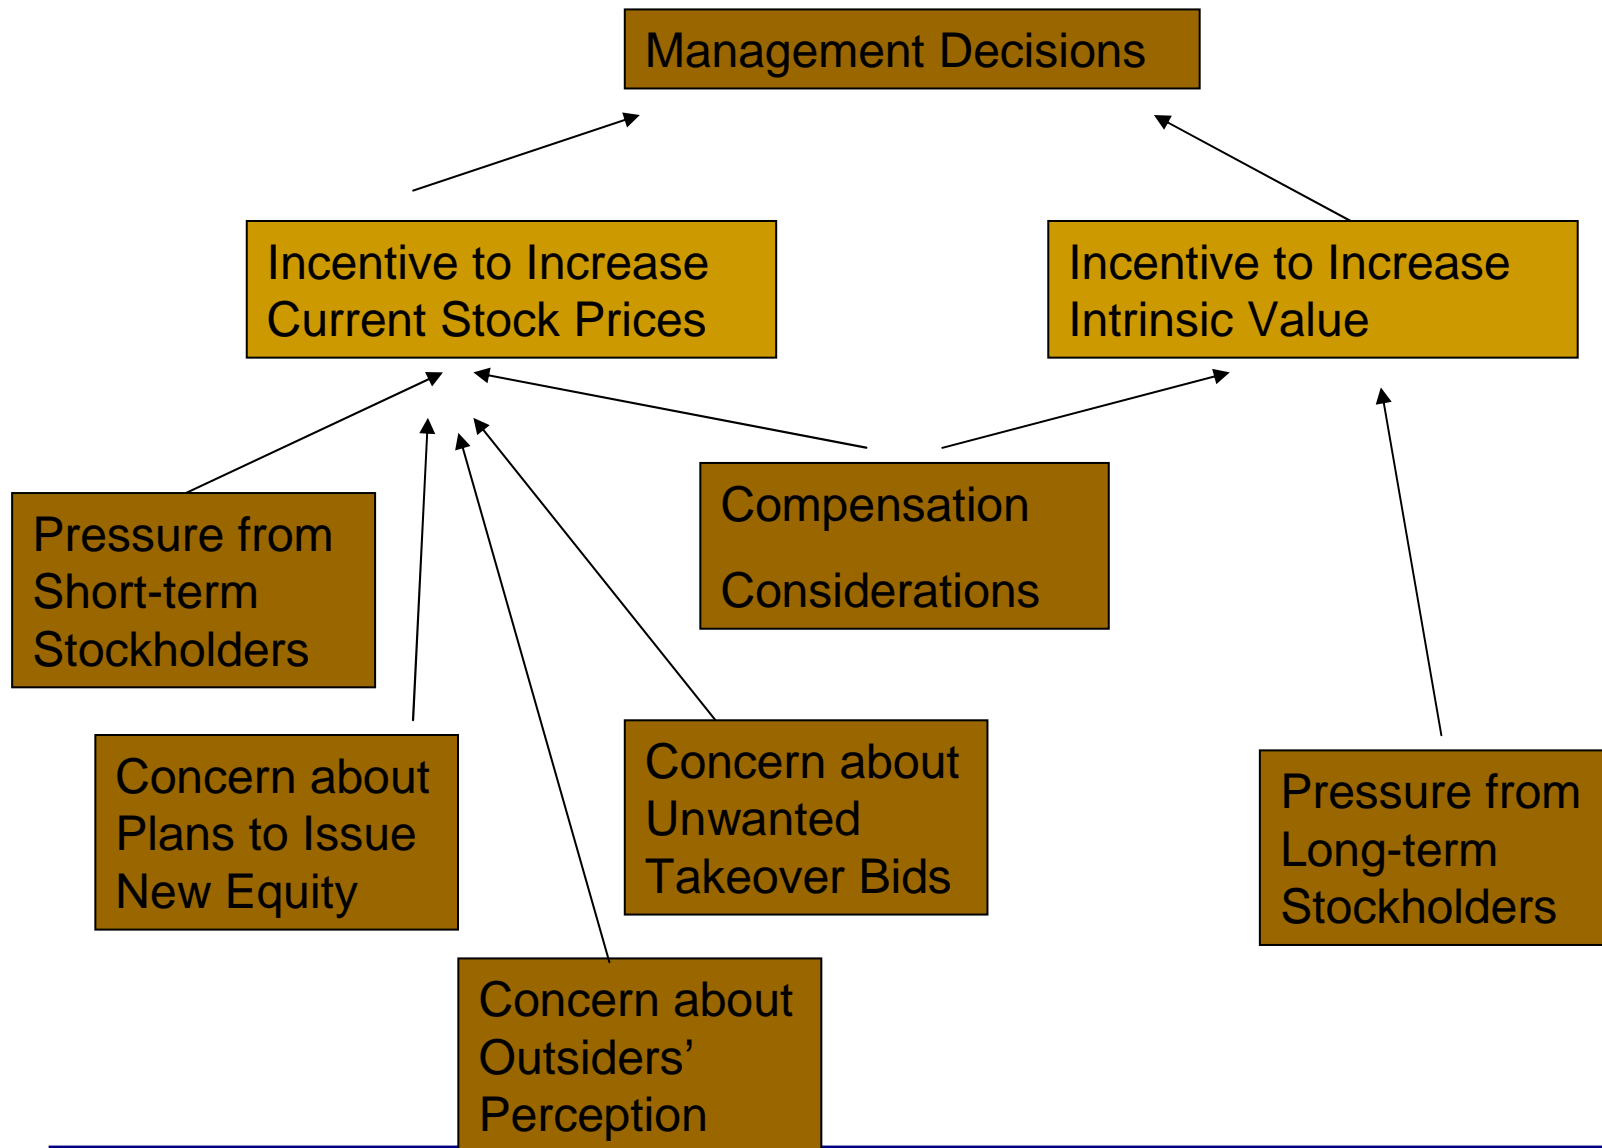 Management Decisions
Incentive to Increase
Current Stock Prices
Incentive to Increase
Intrinsic Value
Pressure from
Short-term
Stockholders
Compensation
Considerations
Concern about
Plans to Issue
New Equity
Concern about
Unwanted
Takeover Bids
Pressure from
Long-term
Stockholders
Concern about
Outsiders’
Perception